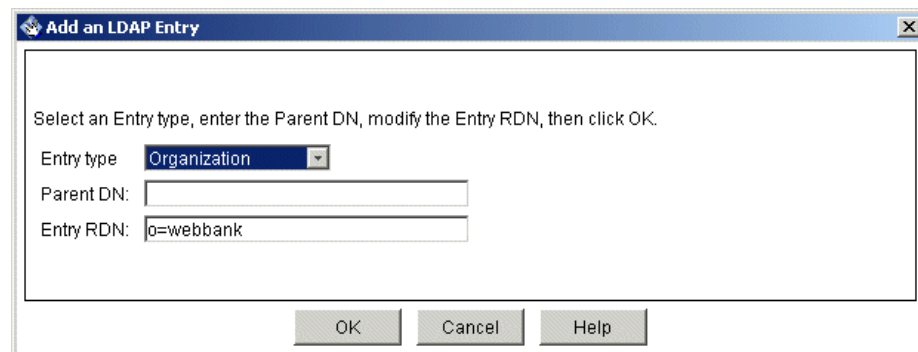 Add an LDAP Entry
Select an Entry type, enter the Parent DN, modify the Entry RDN, then click OK.
Entry type Organization
Parent DN:
Entry RDN: o=webbank
OK Cancel Help